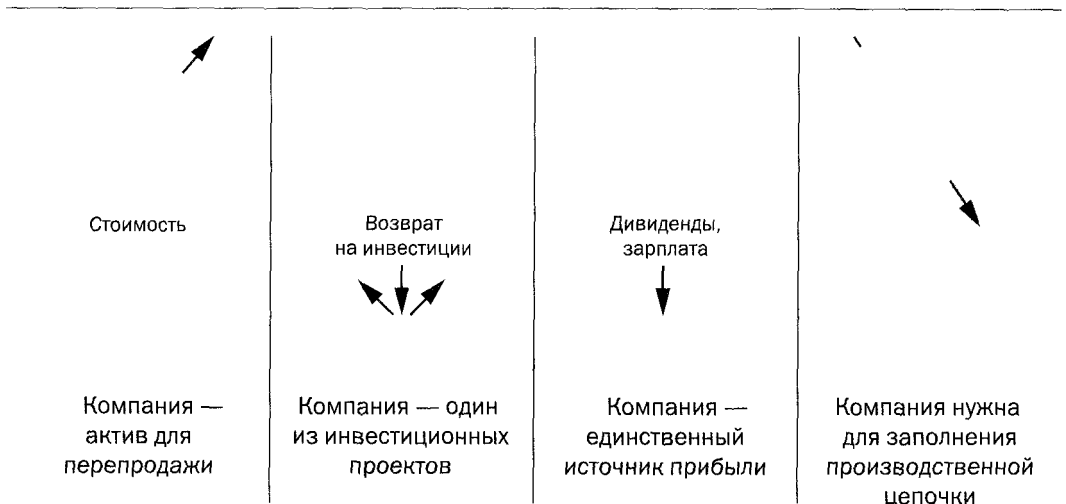 Стоимость
Возврат
на инвестиции
Дивиденды,
зарплата
Компания —
актив для
перепродажи
Компания — один
из инвестиционных
проектов
Компания —
единственный
источник прибыли
Компания нужна
для заполнения
производственной
цепочки